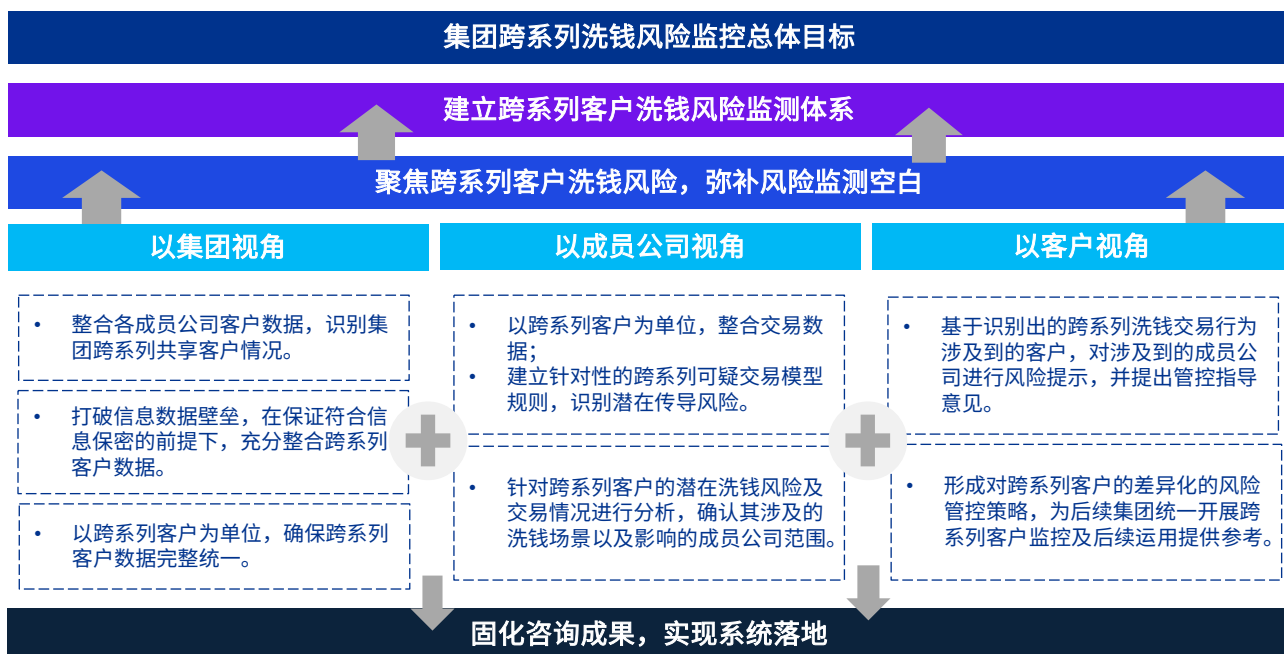 集团跨系列洗钱风险监控总体目标
建立跨系列客户洗钱风险监测体系
聚焦跨系列客户洗钱风险，弥补风险监测空白
以集团视角
• 整合各成员公司客户数据，识别集
团跨系列共享客户情况。
• 打破信息数据壁垒，在保证符合信
息保密的前提下，充分整合跨系列
客户数据。
• 以跨系列客户为单位，确保跨系列
客户数据完整统一。
以成员公司视角
• 以跨系列客户为单位，整合交易数
据；
• 建立针对性的跨系列可疑交易模型
规则，识别潜在传导风险。
• 针对跨系列客户的潜在洗钱风险及
交易情况进行分析，确认其涉及的
洗钱场景以及影响的成员公司范围。
以客户视角
• 基于识别出的跨系列洗钱交易行为
涉及到的客户，对涉及到的成员公
司进行风险提示，并提出管控指导
意见。
• 形成对跨系列客户的差异化的风险
管控策略，为后续集团统一开展跨
系列客户监控及后续运用提供参考。
固化咨询成果，实现系统落地